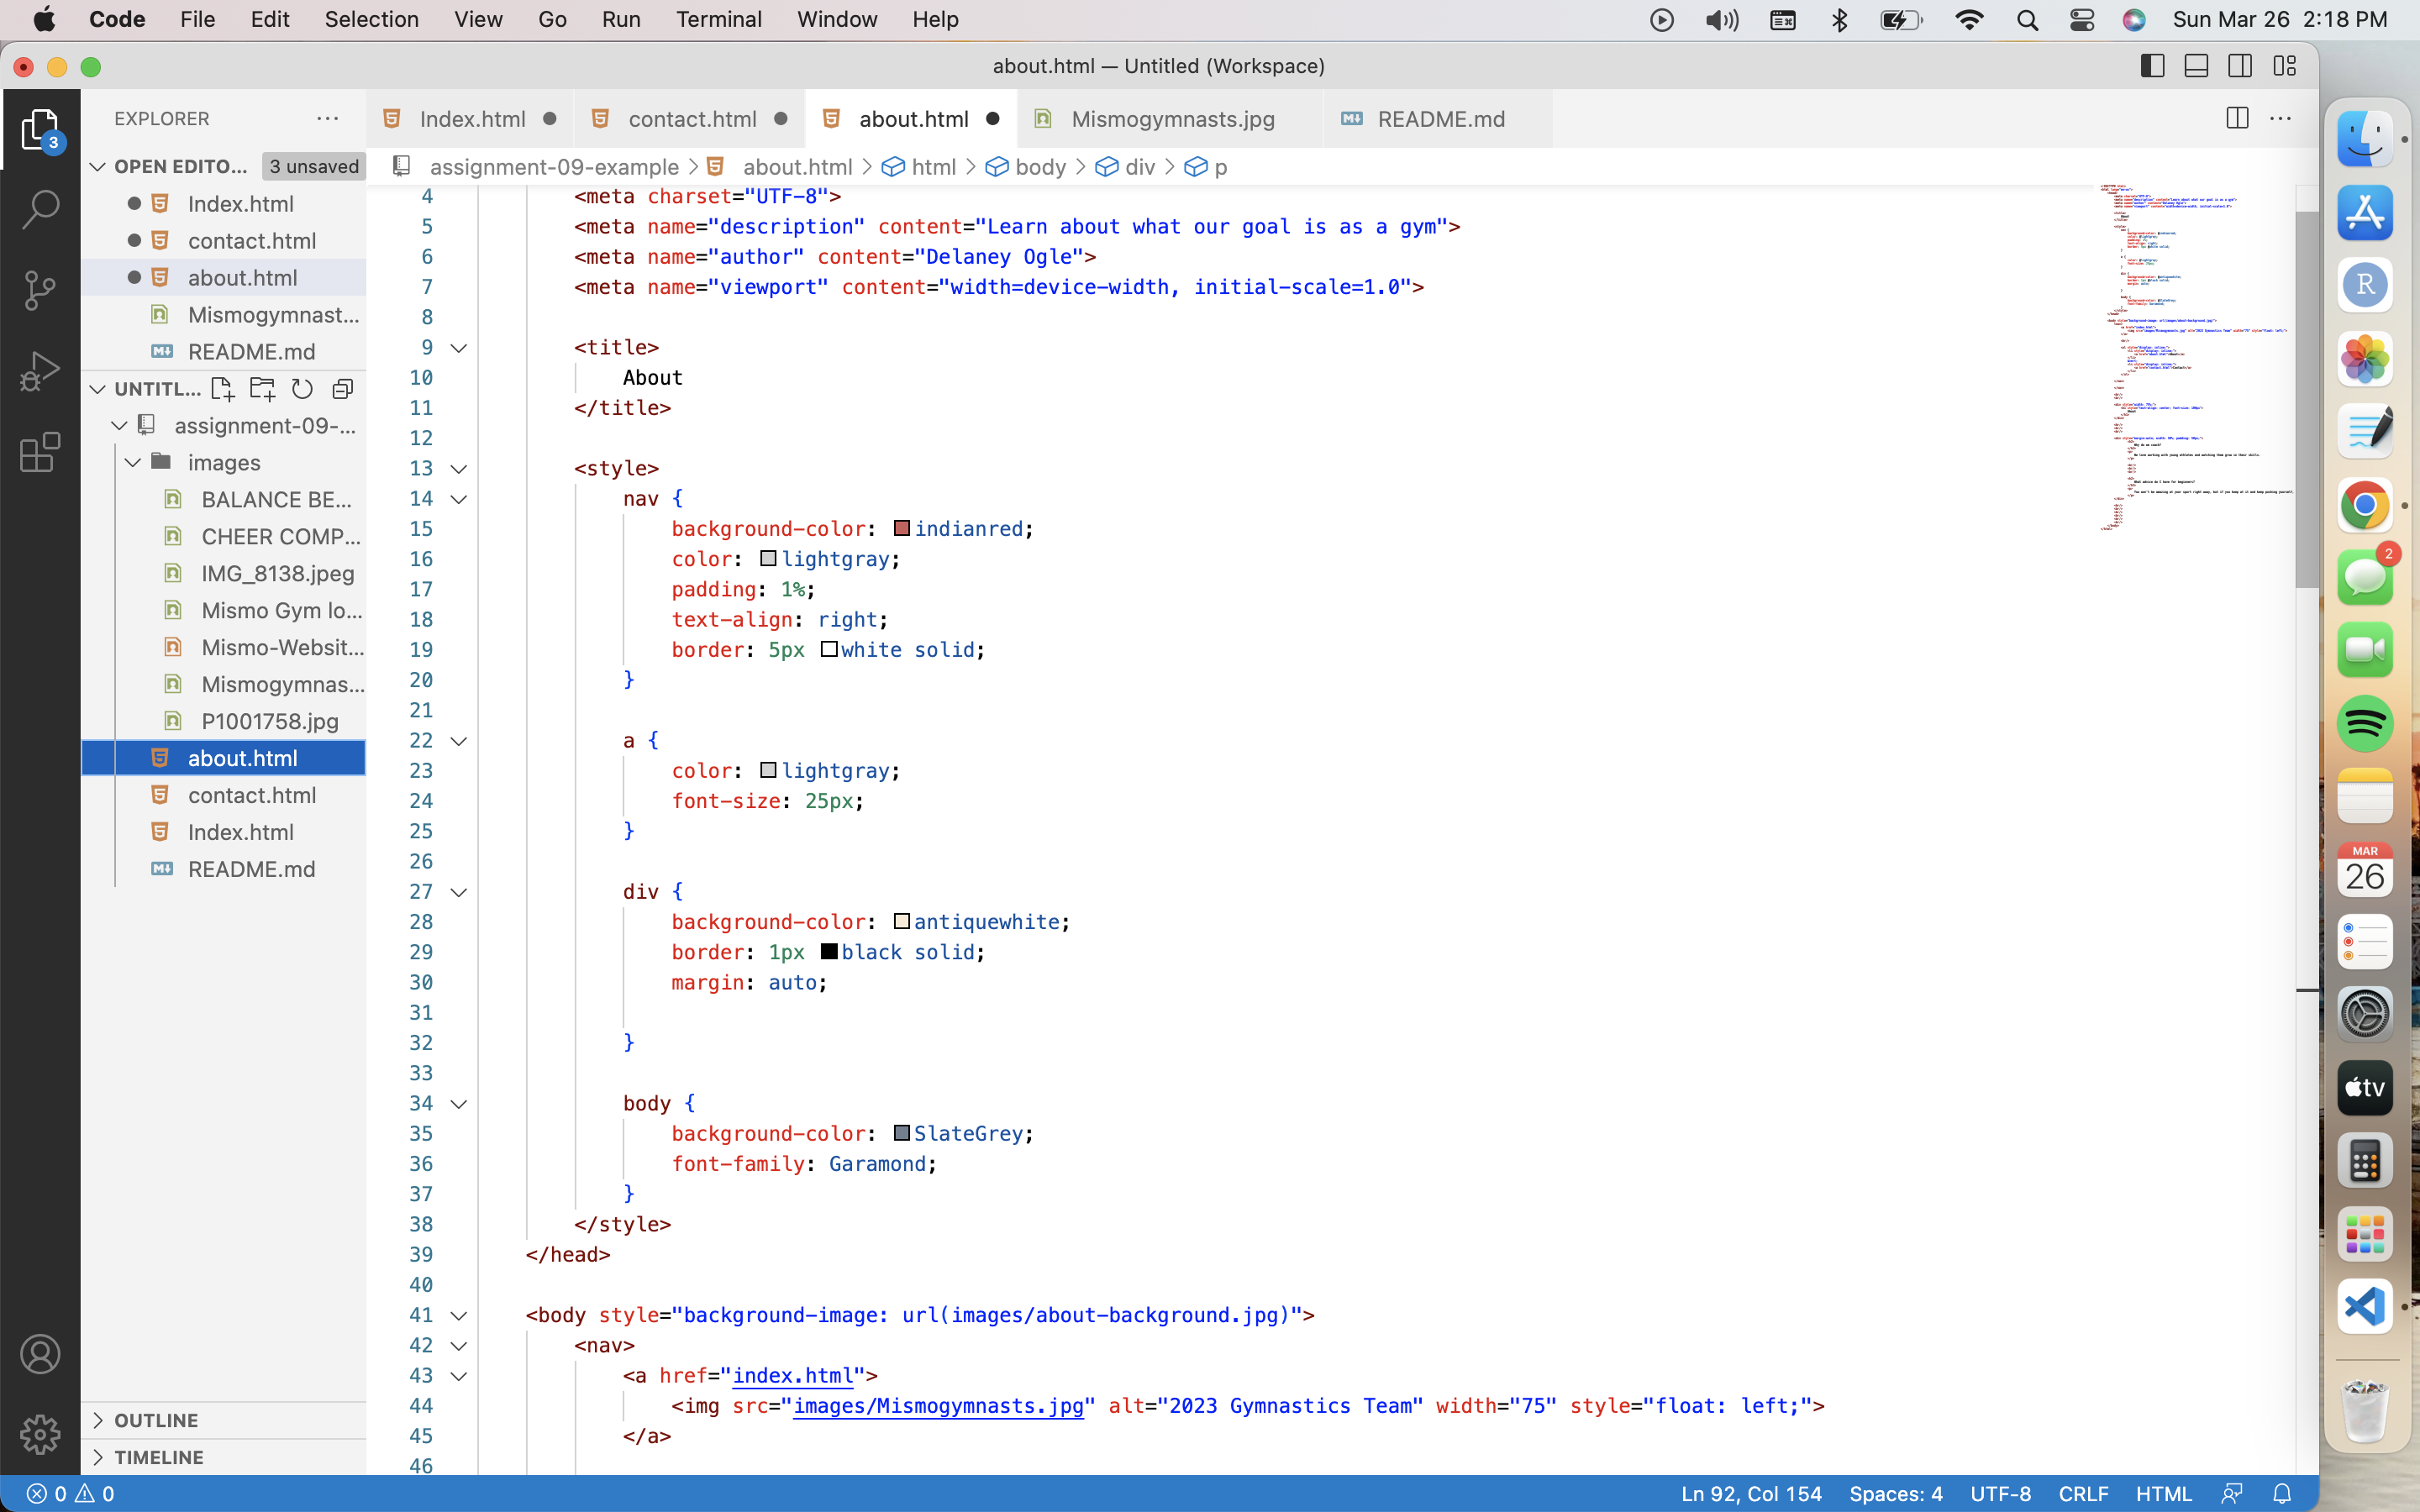 Code File Edit Selection View Go Run Terminal Window Help Sun Mar 26 2:18 PM
about.html — Untitled (Workspace)
EXPLORER
3
OPEN EDITO... 3 unsaved
Index.html
contact.html
about.html
Mismogymnast...
README.md
UNTITL...
assignment-09-...
images
BALANCE BE...
CHEER COMP...
IMG_8138.jpeg
Mismo Gym lo...
Mismo-Websit...
Mismogymnas...
P1001758.jpg
about.html
contact.html
Index.html
README.md
OUTLINE
TIMELINE
Index.html contact.html about.html Mismogymnasts.jpg README.md
assignment-09-example > about.html > html > body > div > p
4 <meta charset="UTF-8">
5 <meta name="description" content="Learn about what our goal is as a gym">
6 <meta name="author" content="Delaney Ogle">
7 <meta name="viewport" content="width=device-width, initial-scale=1.0">
8
9 <title>
10 About
11 </title>
12
13 <style>
14 nav {
15 background-color: indianred;
16 color: lightgray;
17 padding: 1%;
18 text-align: right;
19 border: 5px white solid;
20 }
21
22 a {
23 color: lightgray;
24 font-size: 25px;
25 }
26
27 div {
28 background-color: antiquewhite;
29 border: 1px black solid;
30 margin: auto;
31
32 }
33
34 body {
35 background-color: SlateGrey;
36 font-family: Garamond;
37 }
38 </style>
39 </head>
40
41 <body style="background-image: url(images/about-background.jpg)">
42 <nav>
43 <a href="index.html">
44 <img src="images/Mismogymnasts.jpg" alt="2023 Gymnastics Team" width="75" style="float: left;">
45 </a>
46
0 0 Ln 92, Col 154 Spaces: 4 UTF-8 CRLF HTML
R
2
MAR
26
tv